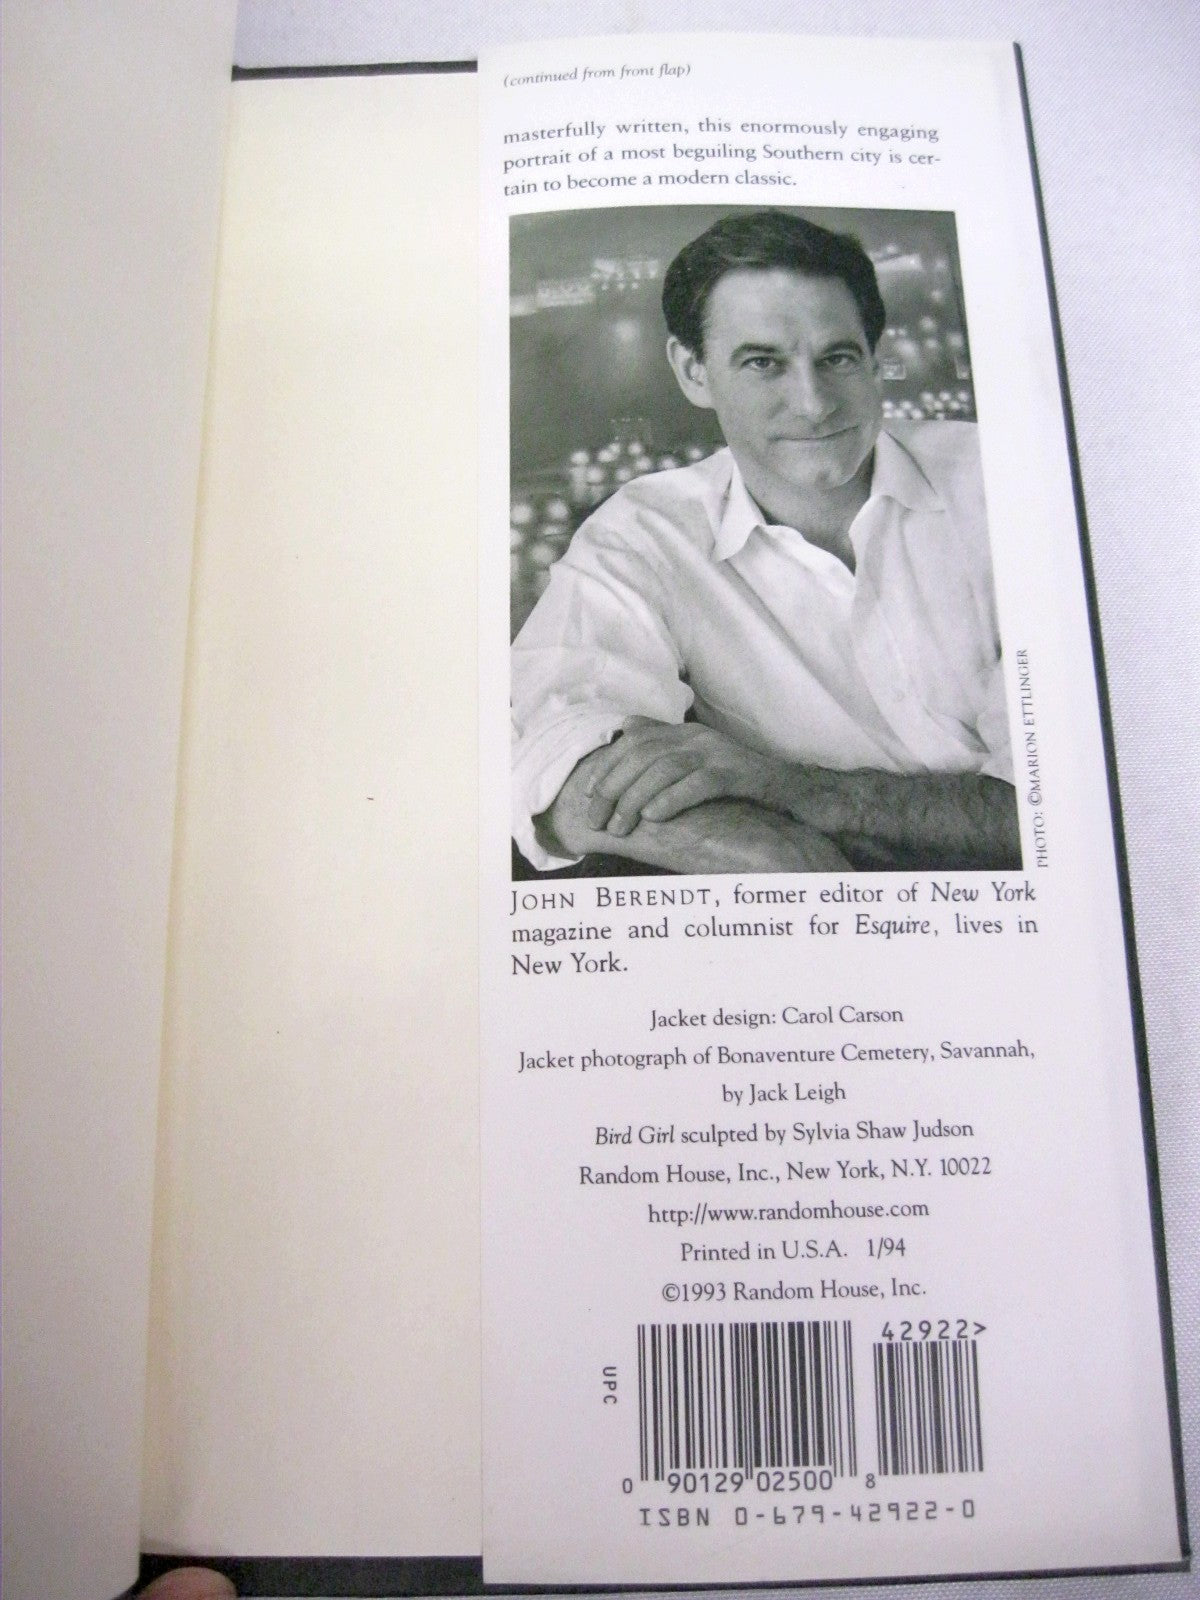 (continued from front flap)
masterfully written, this enormously engaging
portrait of a most beguiling Southern city is cer-
tain to become a modern classic.
PHOTO: ©MARION ETTLINGER
JOHN BERENDT, former editor of New York
magazine and columnist for Esquire, lives in
New York.
Jacket design: Carol Carson
Jacket photograph of Bonaventure Cemetery, Savannah,
by Jack Leigh
Bird Girl sculpted by Sylvia Shaw Judson
Random House, Inc., New York, N.Y. 10022
http://www.randomhouse.com
Printed in U.S.A. 1/94
©1993 Random House, Inc.
42922>
UPC
0 90129 02500 8
ISBN 0-679-42922-0